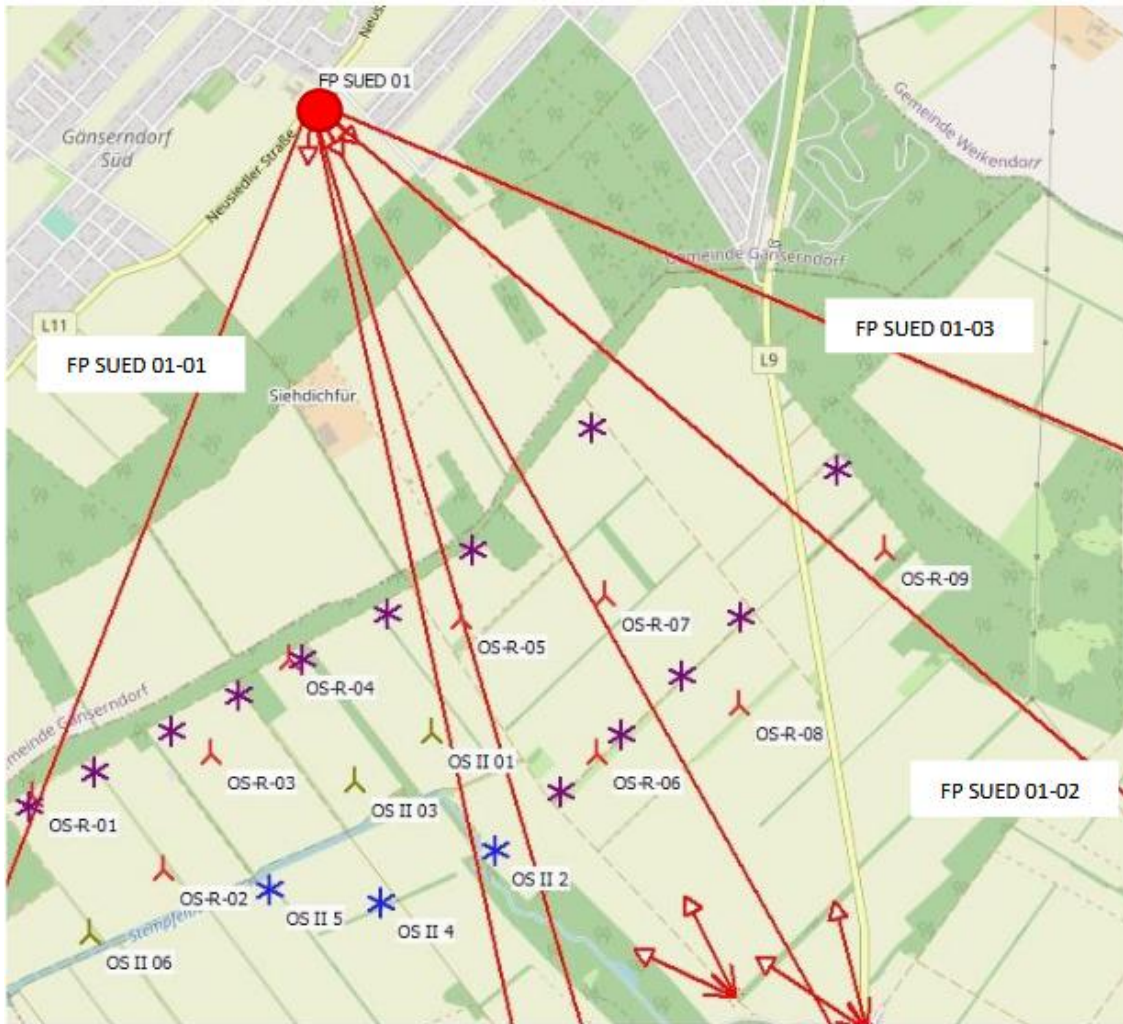 Neus
FP SUED 01
Gänserndorf
Süd
Neusiedler Straße
Gemeinde Weikendorf
Gemeinde Gänserndorf
L11
FP SUED 01-01
FP SUED 01-03
L9
Siehdichfür
OS-R-09
OS-R-07
OS-R-05
OS-R-04
OS-R-08
emeinde Gänserndorf
OS II 01
OS-R-03
OS-R-06
OS II 03
FP SUED 01-02
OS-R-01
OS II 2
OS-R-02
OS II 5
OS II 4
Stempfel
OS II 06